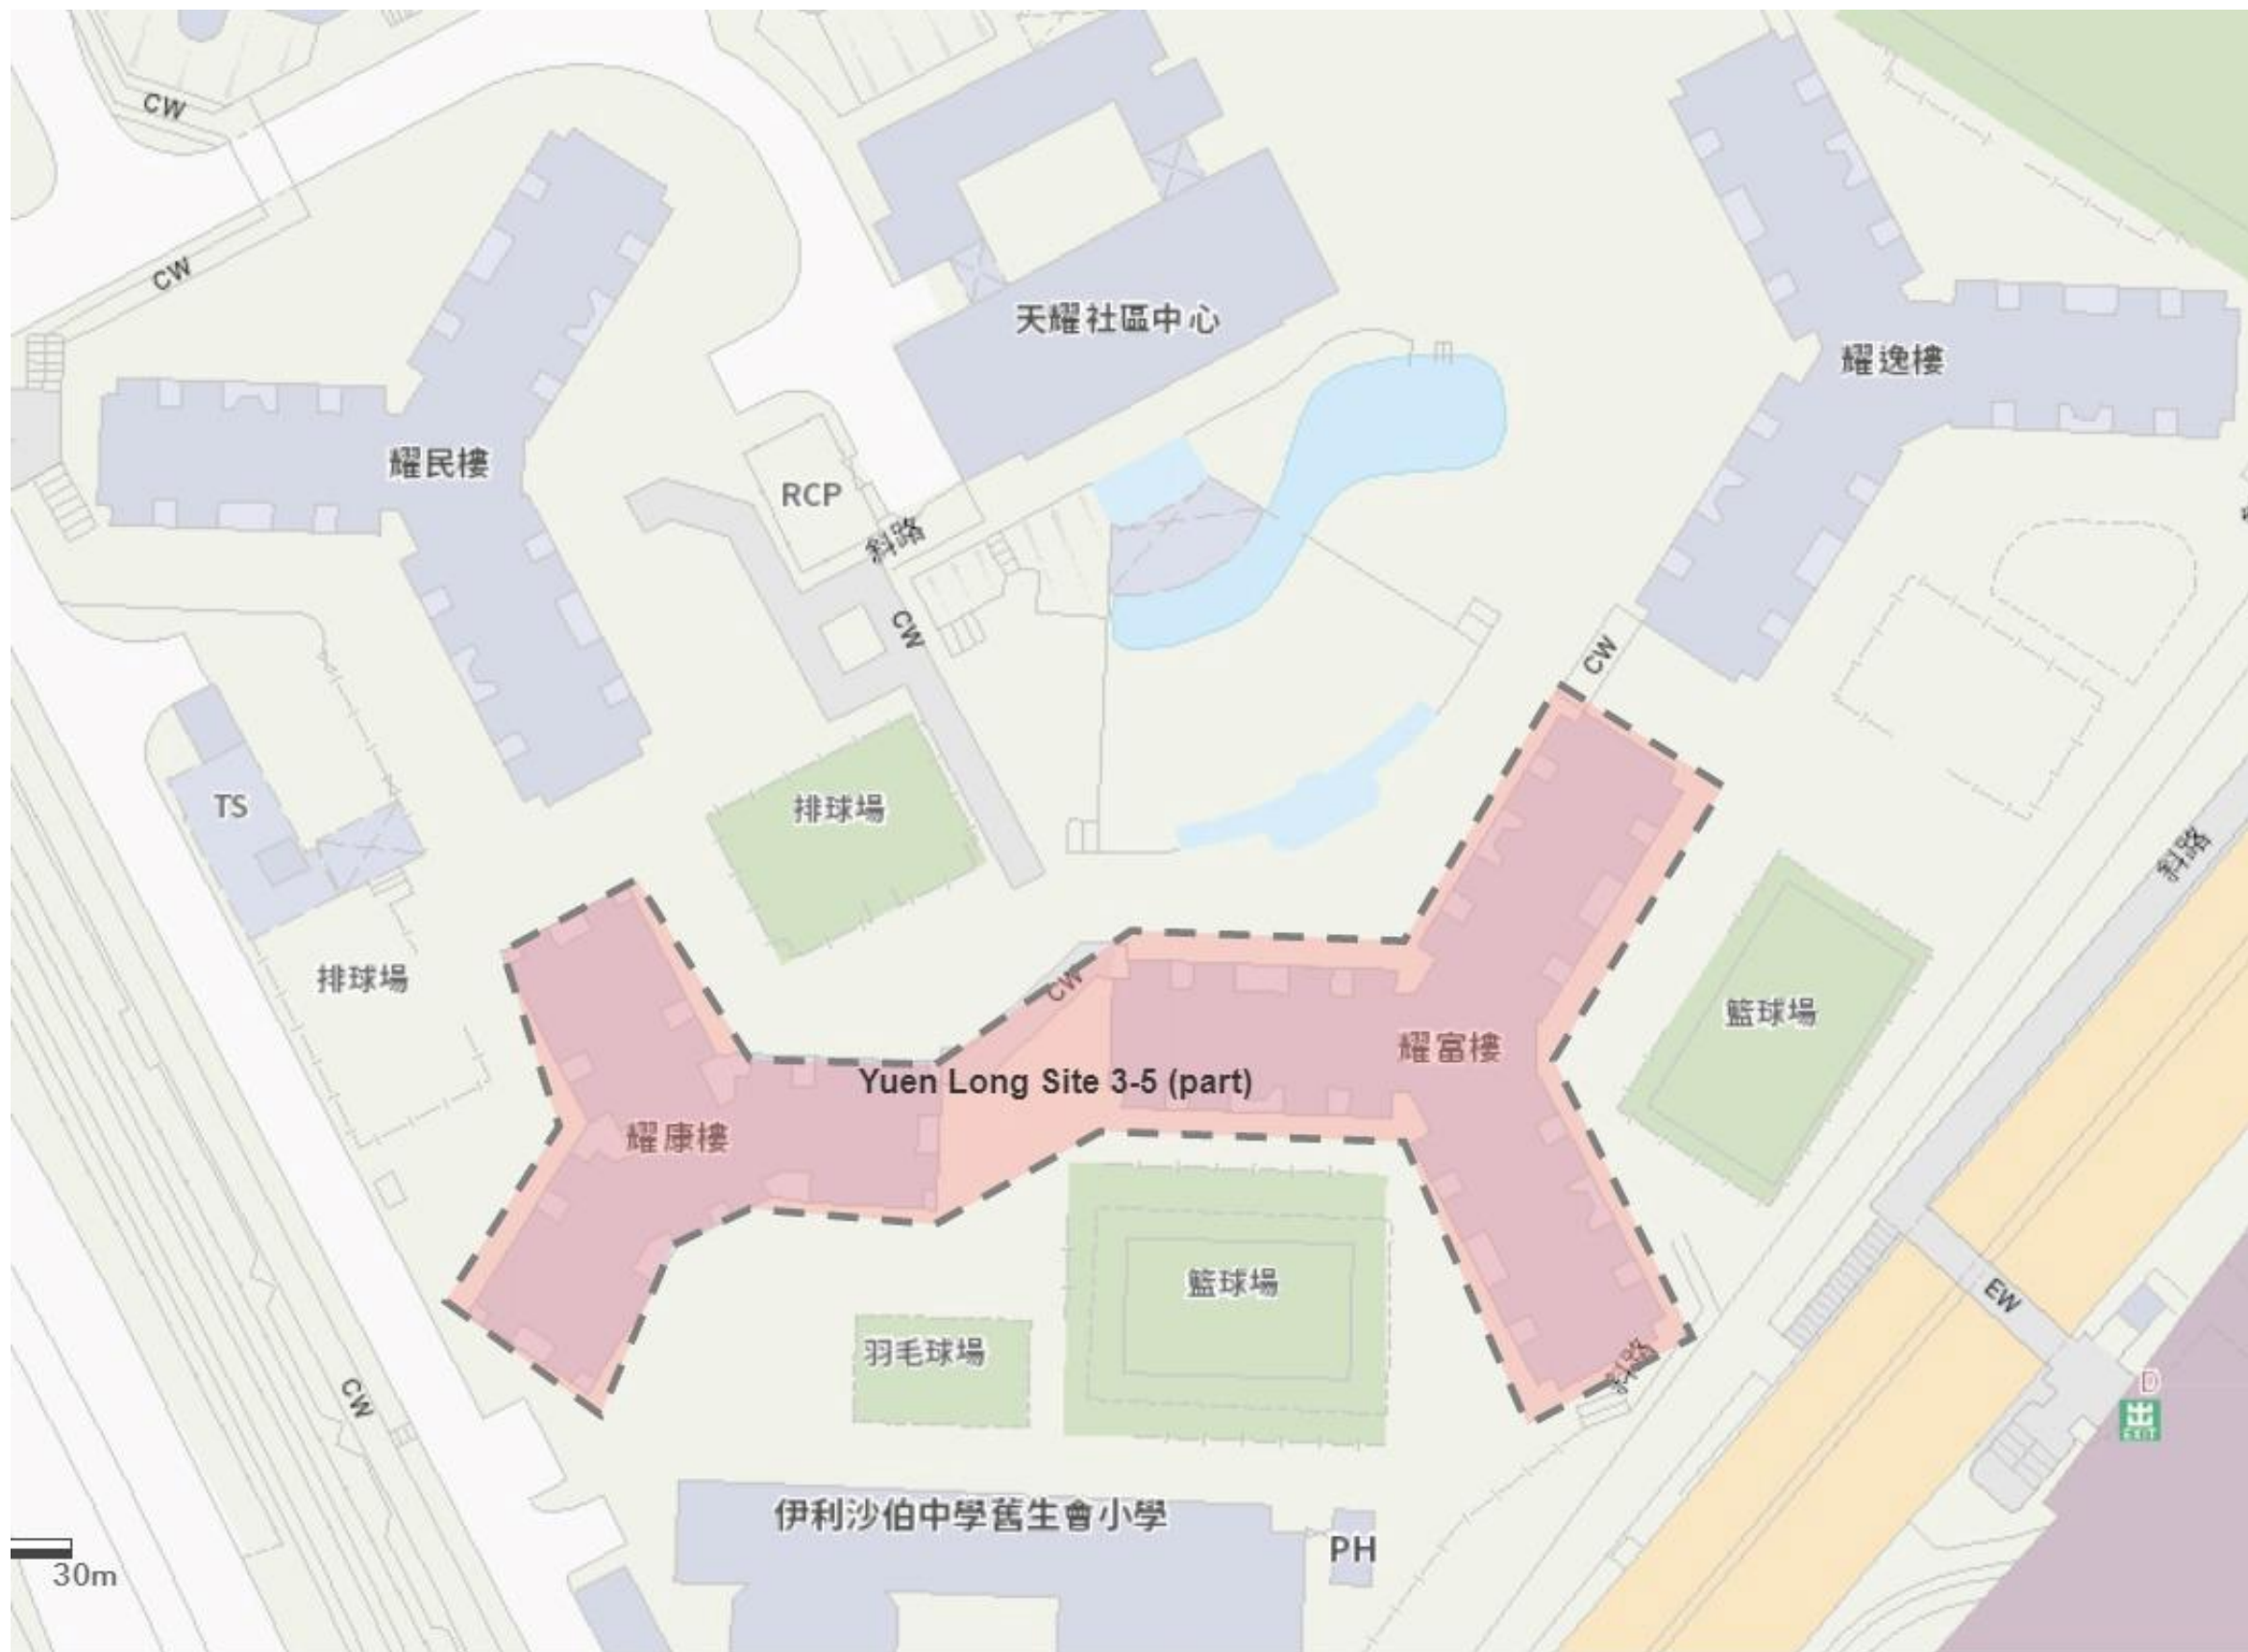 CW
CW
天耀社區中心
耀逸樓
耀民樓
RCP
斜路
CW
CW
TS
排球場
斜路
排球場
CW
籃球場
耀富樓
Yuen Long Site 3-5 (part)
耀康樓
籃球場
EW
羽毛球場
斜路
CW
D
出
EXIT
伊利沙伯中學舊生會小學
PH
30m